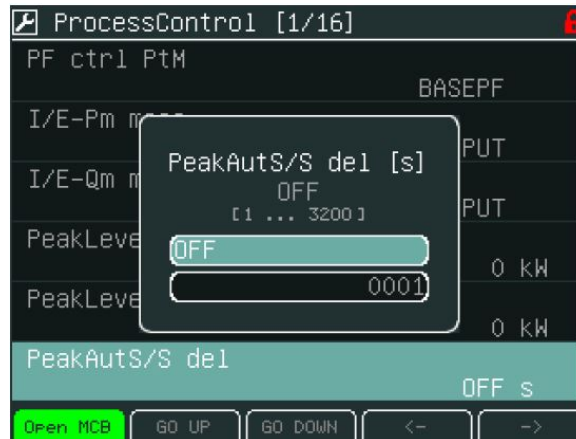 ProcessControl [1/16]
PF ctrl PtM
BASEPF
I/E-Pm
PUT
I/E-Qm
PUT
PeakAutS/S del [s]
OFF
[1 ... 3200]
OFF
0001
PeakLeve
0 kW
PeakLeve
0 kW
PeakAutS/S del
OFF s
Open MCB
GO UP
GO DOWN
<-
->